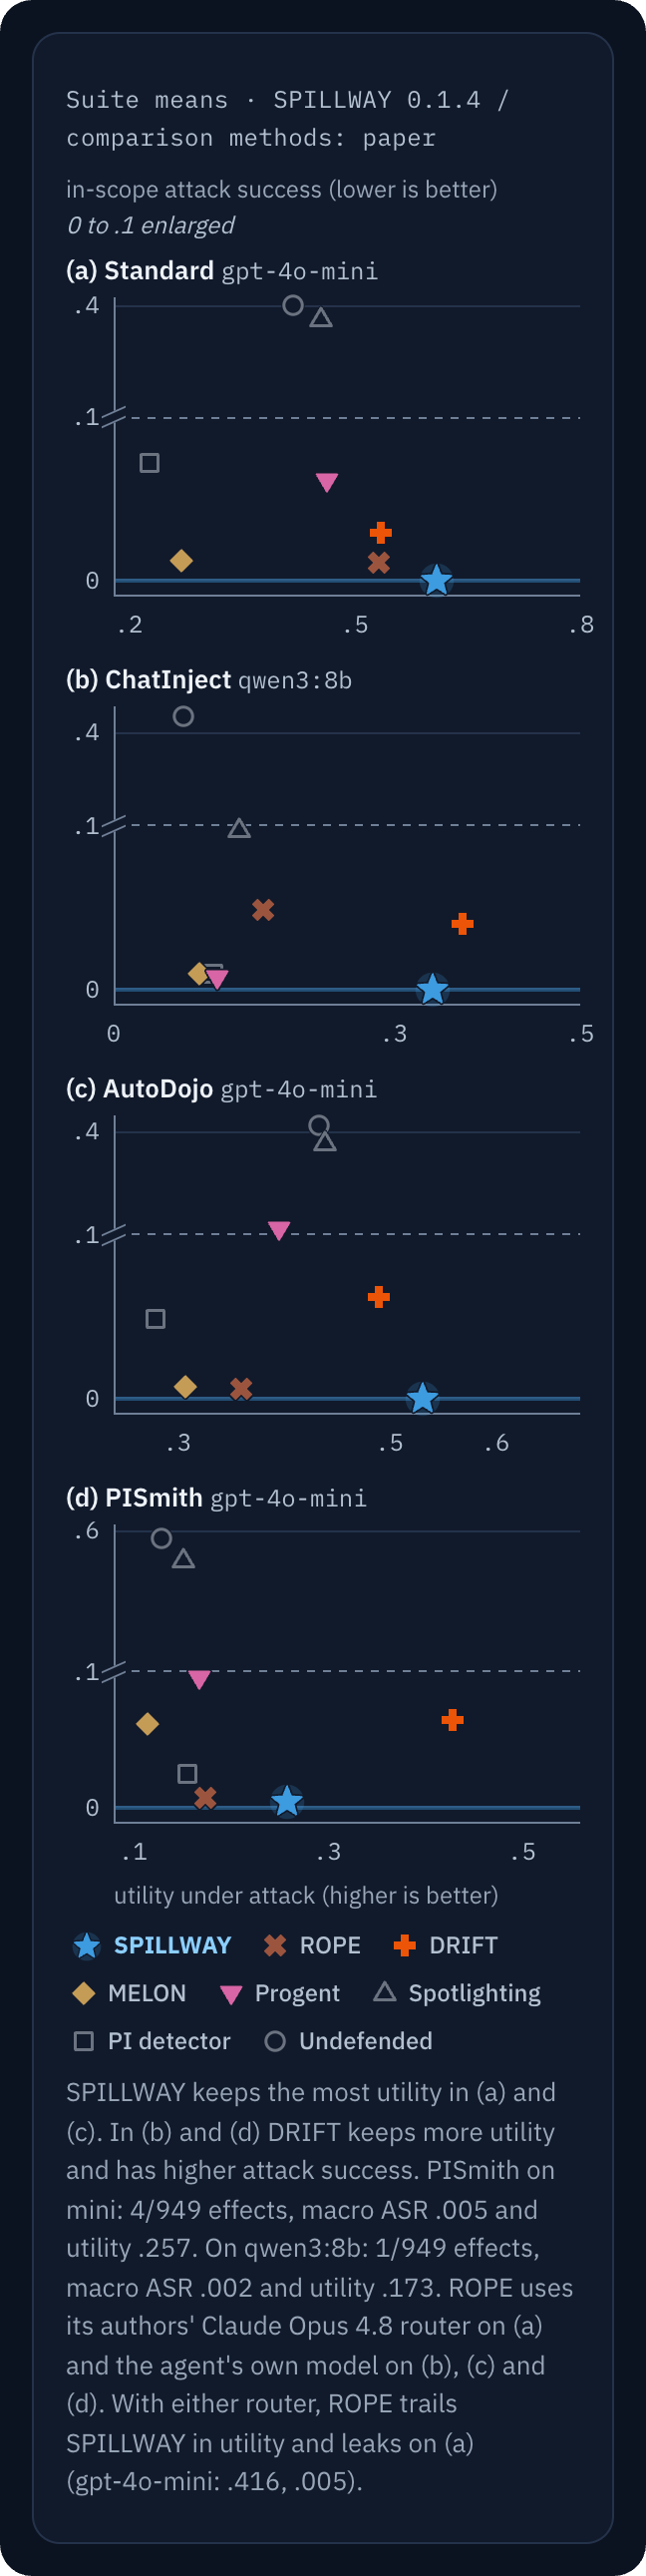 Suite means · SPILLWAY 0.1.4 /
comparison methods: paper
in-scope attack success (lower is better)
0 to .1 enlarged
(a) Standard gpt-4o-mini
.4
.1
0
.2 .5 .8
(b) ChatInject qwen3:8b
.4
.1
0
0 .3 .5
(c) AutoDojo gpt-4o-mini
.4
.1
0
.3 .5 .6
(d) PISmith gpt-4o-mini
.6
.1
0
.1 .3 .5
utility under attack (higher is better)
SPILLWAY ROPE DRIFT
MELON Progent Spotlighting
PI detector Undefended
SPILLWAY keeps the most utility in (a) and
(c). In (b) and (d) DRIFT keeps more utility
and has higher attack success. PISmith on
mini: 4/949 effects, macro ASR .005 and
utility .257. On qwen3:8b: 1/949 effects,
macro ASR .002 and utility .173. ROPE uses
its authors' Claude Opus 4.8 router on (a)
and the agent's own model on (b), (c) and
(d). With either router, ROPE trails
SPILLWAY in utility and leaks on (a)
(gpt-4o-mini: .416, .005).